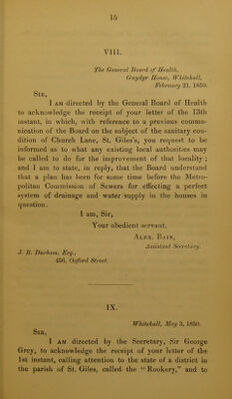 15
VIII.
The General Board of Health,
Gwydyr House, Whitehall,
February 21, 1850.
Sir,
I am directed by the General Board of Health
to acknowledge the receipt of your letter of the 13th
instant, in which, with reference to a previous commu-
nication of the Board on the subject of the sanitary con-
dition of Church Lane, St. Giles's, you request to be
informed as to what any existing local authorities may
be called to do for the improvement of that locality;
and I am to state, in reply, that the Board understand
that a plan has been for some time before the Metro-
politan Commission of Sewers for effecting a perfect
system of drainage and water supply in the houses in
question.
I am, Sir,
Your obedient servant,
Alex. Bain,
Assistant Secretary.
J. B. Durham, Esq.,
456, Oxford Street.
IX.
Whitehall, May 3, 1850.
Sir,
I am directed by the Secretary, Sir George
Grey, to acknowledge the receipt of your letter of the
1st instant, calling attention to the state of a district in
the parish of St. Giles, called the "Rookery," and to